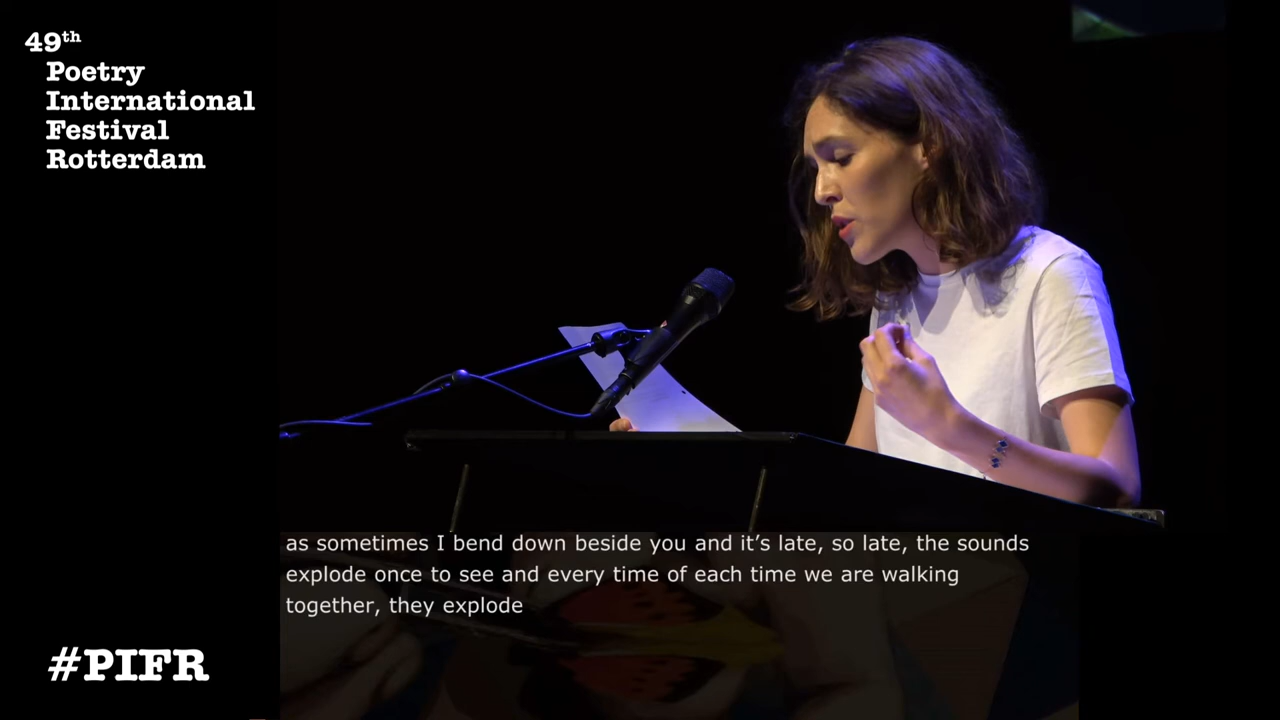 49th
Poetry
International
Festival
Rotterdam
as sometimes I bend down beside you and it’s late, so late, the sounds
explode once to see and every time of each time we are walking
together, they explode
#PIFR